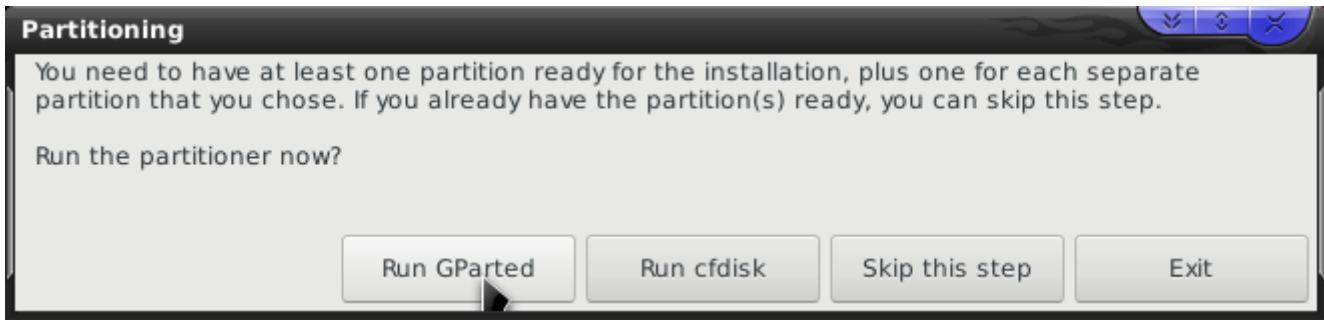 Partitioning
You need to have at least one partition ready for the installation, plus one for each separate
partition that you chose. If you already have the partition(s) ready, you can skip this step.
Run the partitioner now?
Run GParted Run cfdisk Skip this step Exit